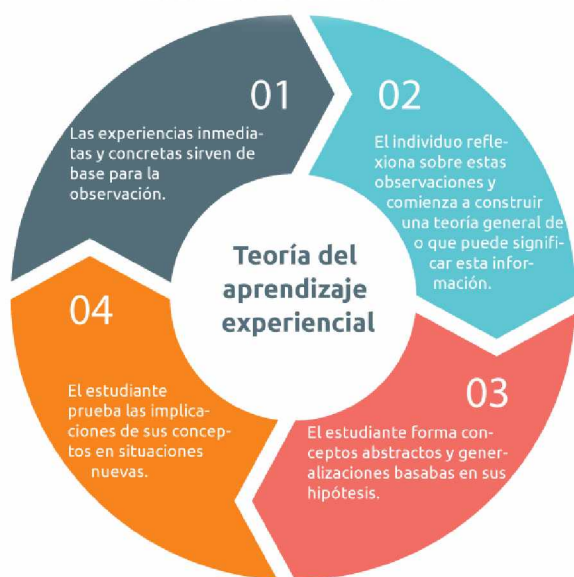 01
Las experiencias inmedia-
tas y concretas sirven de
base para la
observación.
02
El individuo refle-
xiona sobre estas
observaciones y
comienza a construir
una teoría general de
o que puede signifi-
car esta infor-
mación.
Teoría del
aprendizaje
experiencial
03
El estudiante forma con-
ceptos abstractos y gener-
alizaciones basabas en sus
hipótesis.
04
El estudiante
prueba las implica-
ciones de sus concep-
tos en situaciones
nuevas.